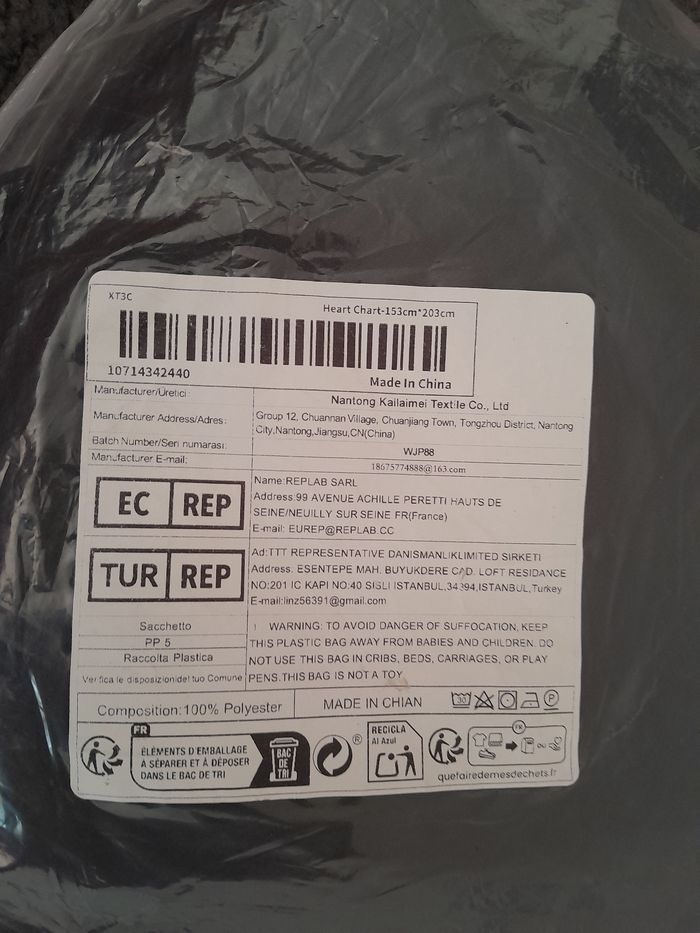 XT3C
Heart Chart-153cm*203cm
10714342440
Made In China
Manufacturer/Üretici:
Nantong Kailaimei Textile Co., Ltd
Manufacturer Address/Adres:
Group 12, Chuannan Village, Chuanjiang Town, Tongzhou District, Nantong
City,Nantong,Jiangsu,CN(China)
Batch Number/Seri numarası:
WJP88
Manufacturer E-mail:
18675774888@163.com
EC REP
Name:REPLAB SARL
Address:99 AVENUE ACHILLE PERETTI HAUTS DE
SEINE/NEUILLY SUR SEINE FR(France)
E-mail: EUREP@REPLAB.CC
TUR REP
Ad:TTT REPRESENTATIVE DANISMANLIKLIMITED SIRKETI
Address. ESENTEPE MAH. BUYUKDERE CAD. LOFT RESIDANCE
NO:201 IC KAPI NO:40 SISLI ISTANBUL,34394,ISTANBUL,Turkey
E-mail:linz56391@gmail.com
Sacchetto
PP 5
Raccolta Plastica
Verifica le disposizioni del tuo Comune
! WARNING: TO AVOID DANGER OF SUFFOCATION, KEEP
THIS PLASTIC BAG AWAY FROM BABIES AND CHILDREN. DO
NOT USE THIS BAG IN CRIBS, BEDS, CARRIAGES, OR PLAY
PENS.THIS BAG IS NOT A TOY
Composition:100% Polyester
MADE IN CHIAN
30
P
FR
ÉLÉMENTS D'EMBALLAGE
À SÉPARER ET À DÉPOSER
DANS LE BAC DE TRI
BAC
DE
TRI
®
RECICLA
Al Azul
FR
quefairedemesdechets.fr